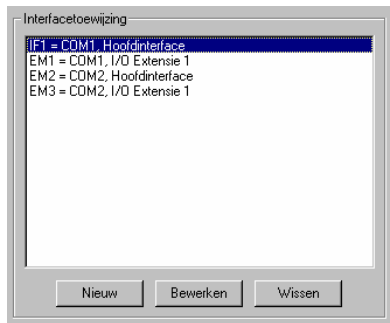 Interfacetoewijzing
IF1 = COM1, Hoofdinterface
EM1 = COM1, I/O Extensie 1
EM2 = COM2, Hoofdinterface
EM3 = COM2, I/O Extensie 1
Nieuw Bewerken Wissen